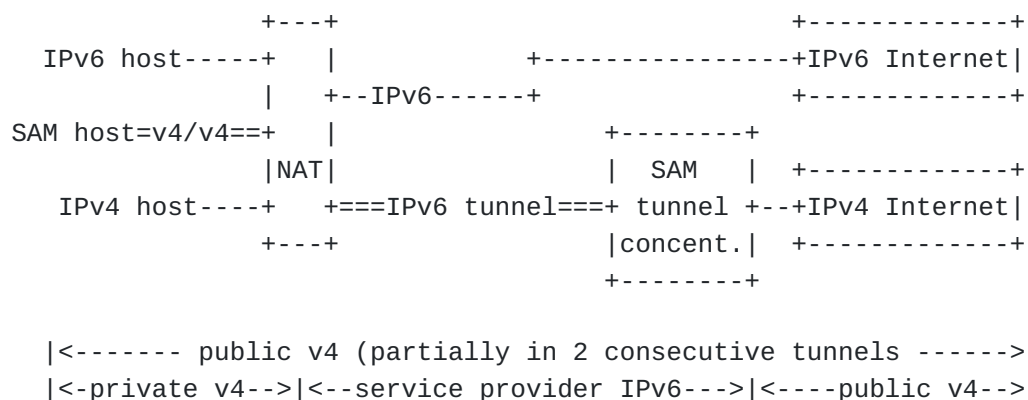 +---+                             +-------------+
  IPv6 host-----+   |            +----------------+IPv6 Internet|
                |   +--IPv6------+                +-------------+
SAM host=v4/v4==+   |                 +--------+
                |NAT|                 |  SAM   |  +-------------+
   IPv4 host----+   +===IPv6 tunnel===+ tunnel +--+IPv4 Internet|
                +---+                 |concent.|  +-------------+
                                      +--------+
  |<------- public v4 (partially in 2 consecutive tunnels ------>
  |<-private v4-->|<--service provider IPv6--->|<----public v4-->